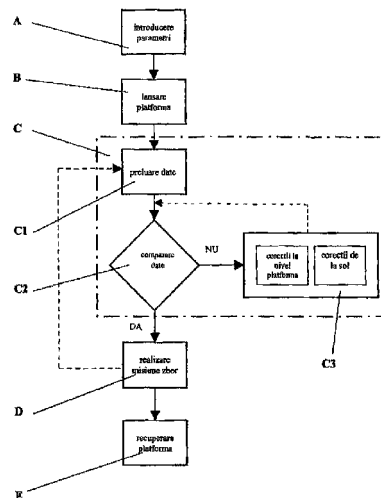 A
introducere
parametri
B
lansare
platforma
C
preluare date
C1
comparare
date
NU
corectii la
nivel
platforma
corectii de
la sol
C2
C3
DA
realizare
misiune zbor
D
recuperare
platforma
E